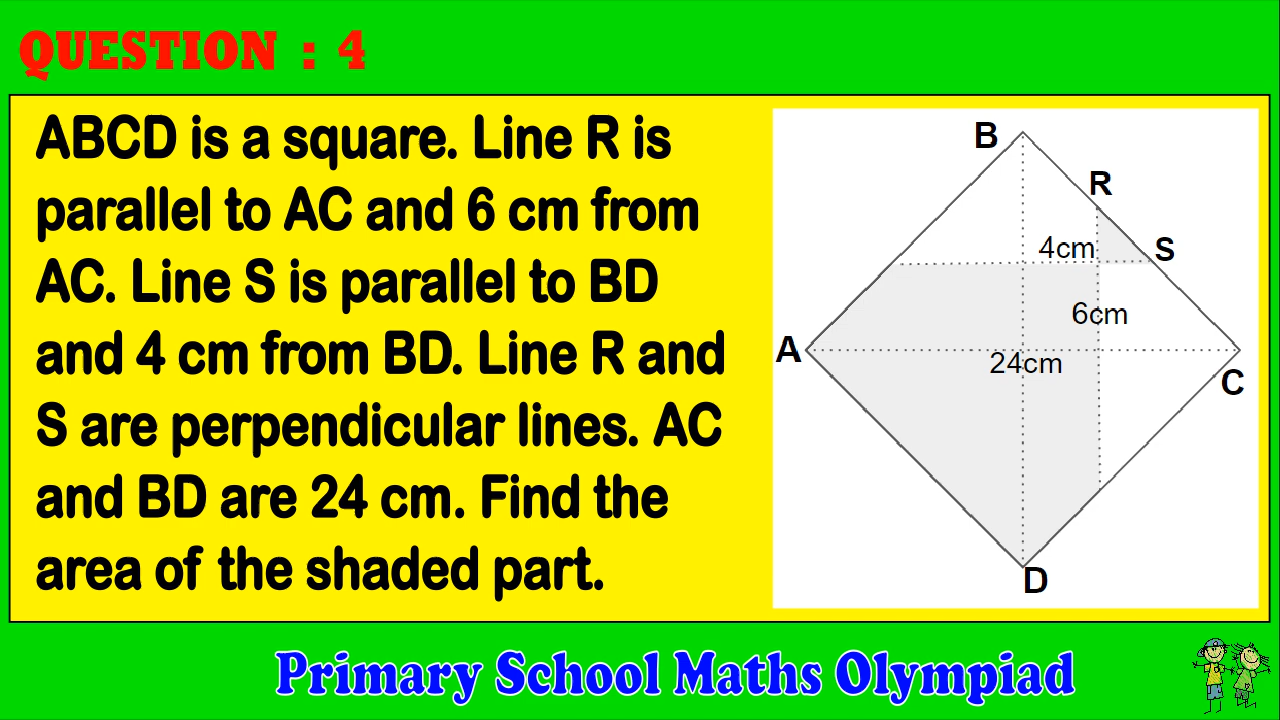 QUESTION : 4
ABCD is a square. Line R is
parallel to AC and 6 cm from
AC. Line S is parallel to BD
and 4 cm from BD. Line R and
S are perpendicular lines. AC
and BD are 24 cm. Find the
area of the shaded part.
B
R
4cm
S
6cm
A
24cm
C
D
Primary School Maths Olympiad